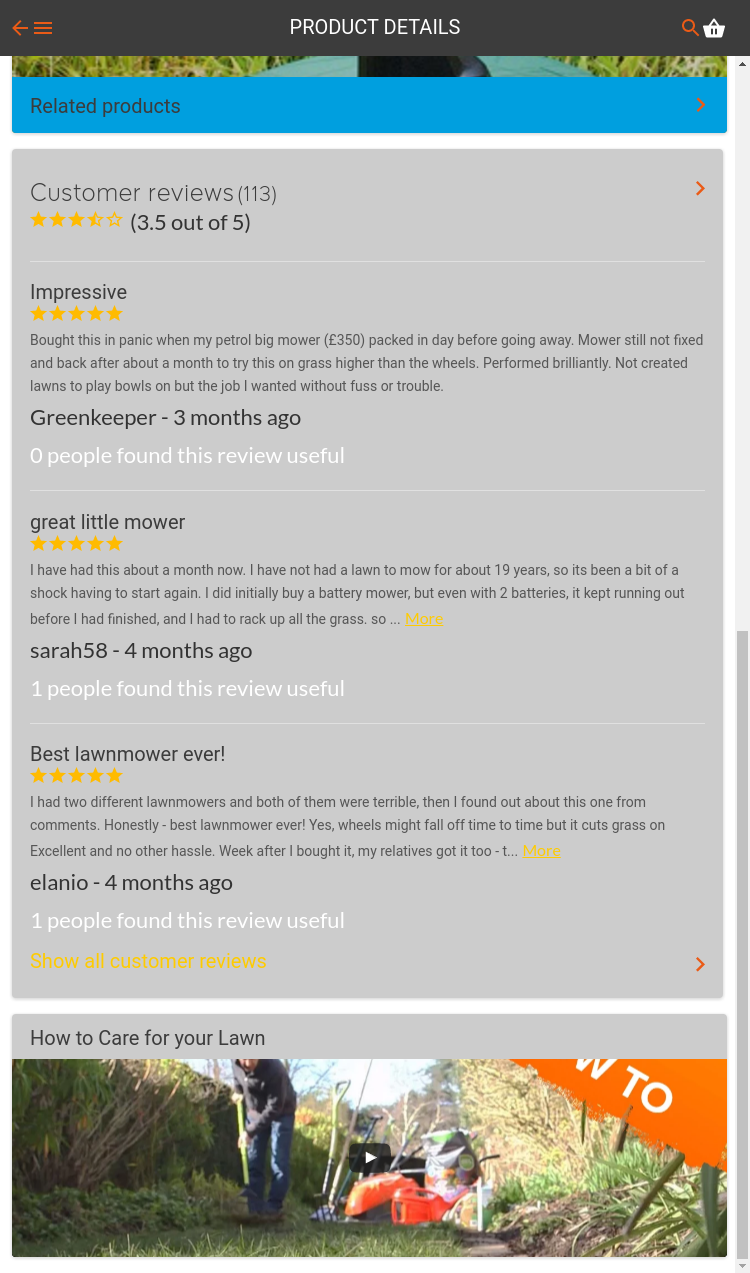 PRODUCT DETAILS
Related products
Customer reviews (113)
(3.5 out of 5)
Impressive
Bought this in panic when my petrol big mower (£350) packed in day before going away. Mower still not fixed
and back after about a month to try this on grass higher than the wheels. Performed brilliantly. Not created
lawns to play bowls on but the job I wanted without fuss or trouble.
Greenkeeper - 3 months ago
0 people found this review useful
great little mower
I have had this about a month now. I have not had a lawn to mow for about 19 years, so its been a bit of a
shock having to start again. I did initially buy a battery mower, but even with 2 batteries, it kept running out
before I had finished, and I had to rack up all the grass. so ... More
sarah58 - 4 months ago
1 people found this review useful
Best lawnmower ever!
I had two different lawnmowers and both of them were terrible, then I found out about this one from
comments. Honestly - best lawnmower ever! Yes, wheels might fall off time to time but it cuts grass on
Excellent and no other hassle. Week after I bought it, my relatives got it too - t... More
elanio - 4 months ago
1 people found this review useful
Show all customer reviews
How to Care for your Lawn
W TO